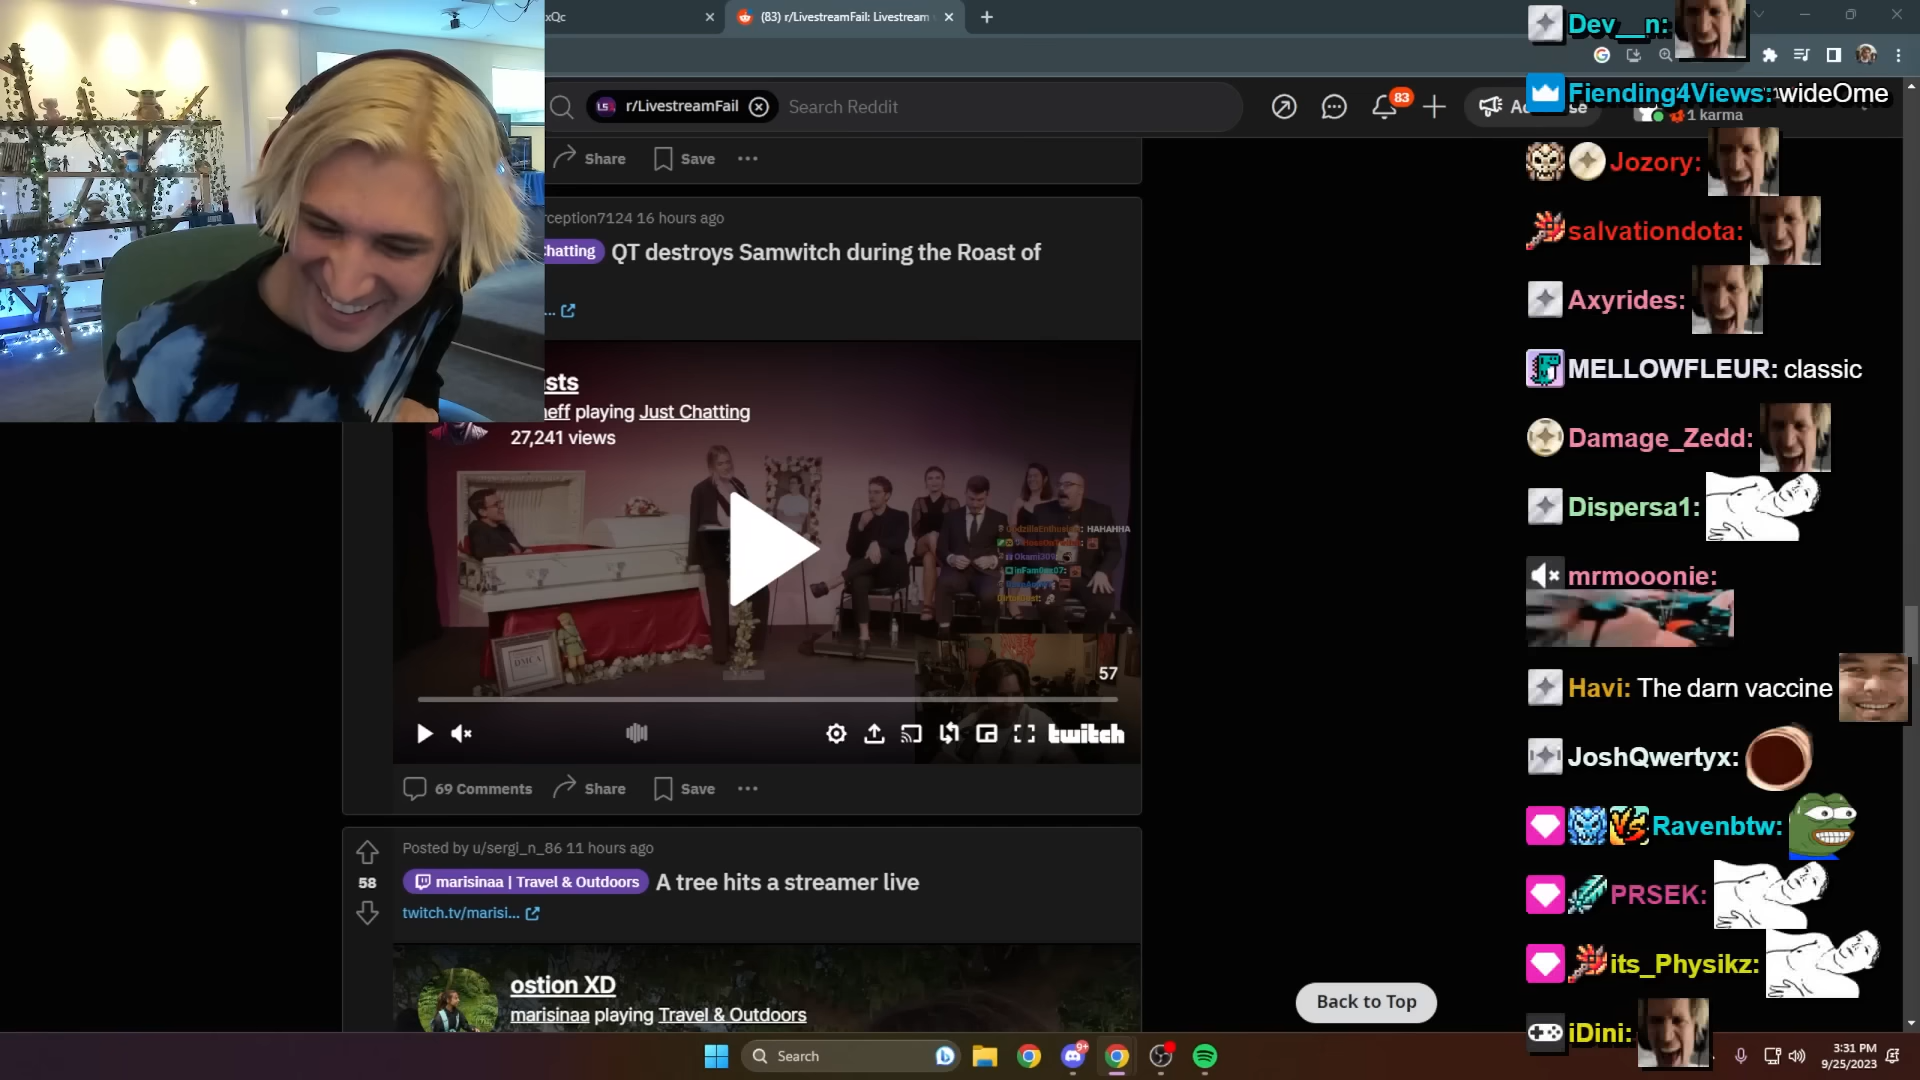 xQc
(83) r/LivestreamFail: Livestream
r/LivestreamFail
Search Reddit
83
1 karma
Share
Save
ception7124 16 hours ago
hatting
QT destroys Samwitch during the Roast of
...
sts
eff playing Just Chatting
27,241 views
HAHAHHA
DMCA
57
twitch
69 Comments
Share
Save
Posted by u/sergi_n_86 11 hours ago
58
marisinaa | Travel & Outdoors
A tree hits a streamer live
twitch.tv/marisi...
ostion XD
marisinaa playing Travel & Outdoors
Back to Top
Dev__n:
Fiending4Views: wideOme
Jozory:
salvationdota:
Axyrides:
MELLOWFLEUR: classic
Damage_Zedd:
Dispersa1:
mrmooonie:
Havi: The darn vaccine
JoshQwertyx:
Ravenbtw:
PRSEK:
its_Physikz:
iDini:
Search
9+
3:31 PM
9/25/2023